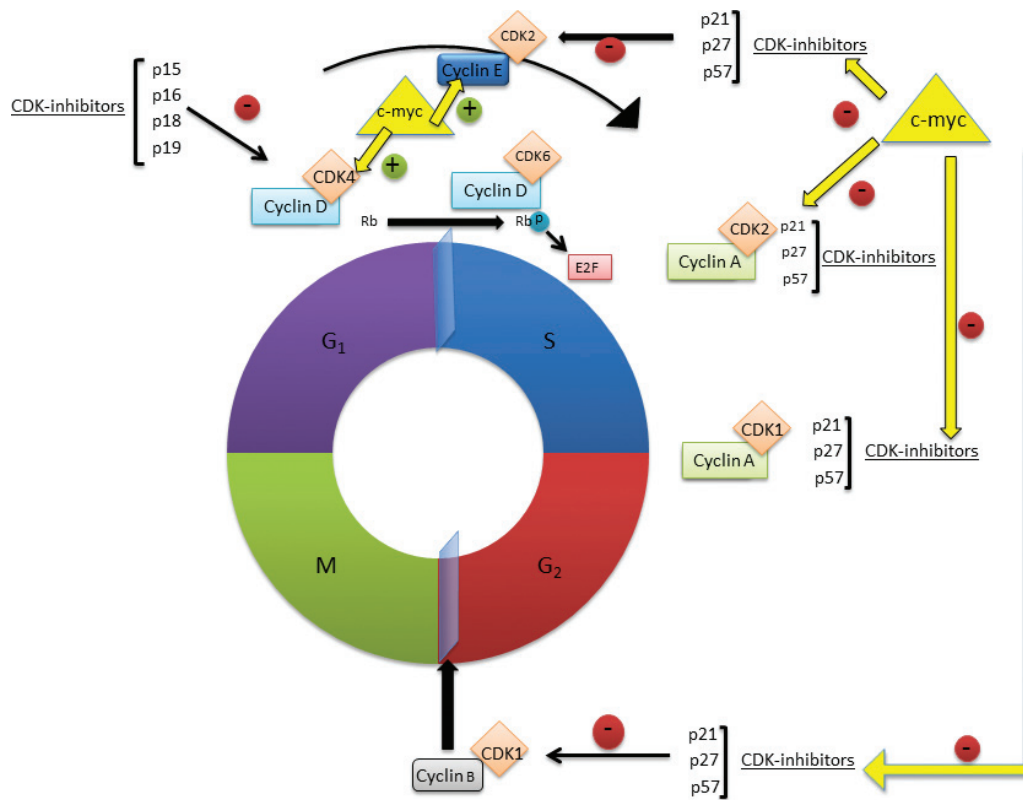 CDK2
-
p21
p27
p57
CDK-inhibitors
Cyclin E
p15
p16
p18
p19
CDK-inhibitors
-
c-myc
+
+
-
c-myc
CDK4
Cyclin D
CDK6
Cyclin D
Rb
Rb P
E2F
-
CDK2
Cyclin A
p21
p27
p57
CDK-inhibitors
G1
S
-
CDK1
Cyclin A
p21
p27
p57
CDK-inhibitors
M
G2
CDK1
Cyclin B
-
p21
p27
p57
CDK-inhibitors
-